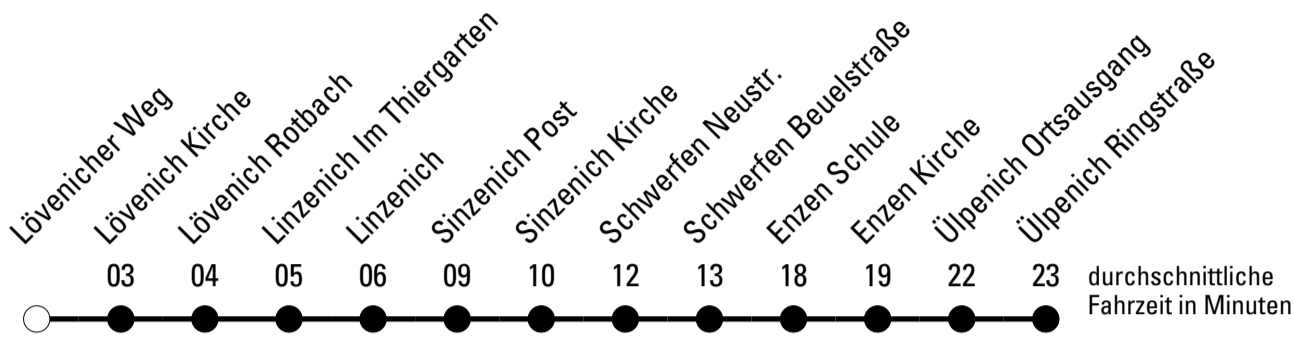 Lövenicher Weg
Lövenich Kirche
Lövenich Rotbach
Linzenich Im Thiergarten
Linzenich
Sinzenich Post
Sinzenich Kirche
Schwerfen Neustr.
Schwerfen Beuelstraße
Enzen Schule
Enzen Kirche
Ülpenich Ortsausgang
Ülpenich Ringstraße
03 04 05 06 09 10 12 13 18 19 22 23
durchschnittliche
Fahrzeit in Minuten